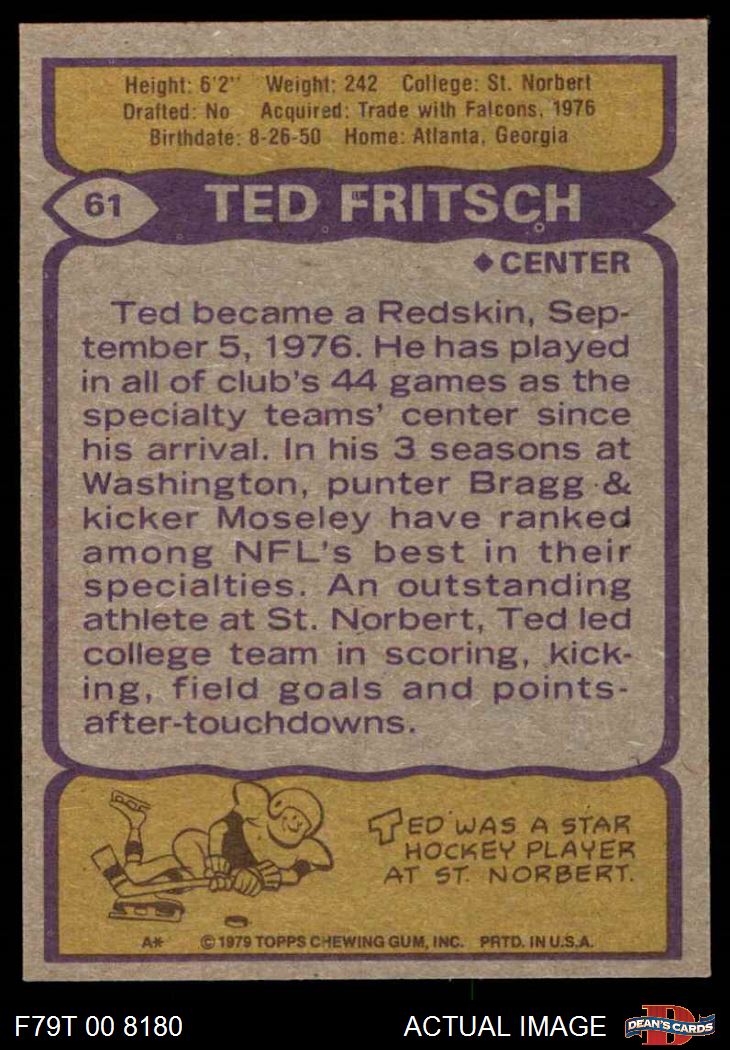 Height: 6'2" Weight: 242 College: St. Norbert
Drafted: No Acquired: Trade with Falcons, 1976
Birthdate: 8-26-50 Home: Atlanta, Georgia
61
TED FRITSCH
◆ CENTER
Ted became a Redskin, Sep-
tember 5, 1976. He has played
in all of club's 44 games as the
specialty teams' center since
his arrival. In his 3 seasons at
Washington, punter Bragg &
kicker Moseley have ranked
among NFL's best in their
specialties. An outstanding
athlete at St. Norbert, Ted led
college team in scoring, kick-
ing, field goals and points-
after-touchdowns.
TED WAS A STAR
HOCKEY PLAYER
AT ST. NORBERT.
A* © 1979 TOPPS CHEWING GUM, INC. PRTD. IN U.S.A.
F79T 00 8180 ACTUAL IMAGE
D
DEAN'S CARDS